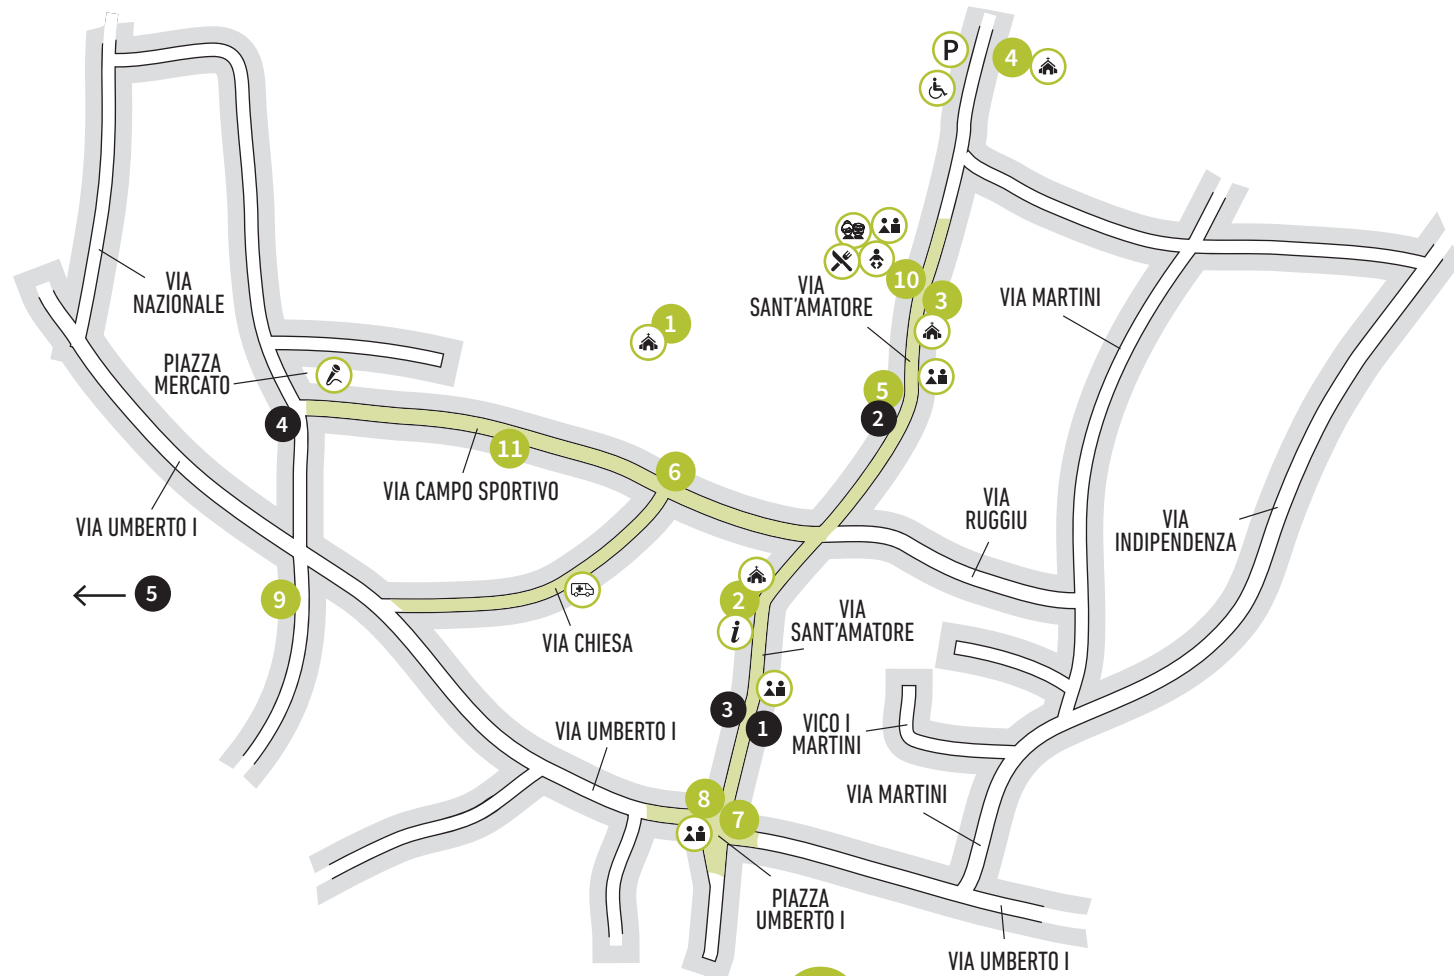 P
4
10
3
VIA
SANT'AMATORE
VIA MARTINI
VIA
NAZIONALE
1
PIAZZA
MERCATO
5
2
4
11
6
VIA CAMPO SPORTIVO
VIA UMBERTO I
VIA
RUGGIU
VIA
INDIPENDENZA
5
9
2
i
VIA CHIESA
VIA
SANT'AMATORE
3
1
VIA UMBERTO I
VICO I
MARTINI
VIA MARTINI
8
7
PIAZZA
UMBERTO I
VIA UMBERTO I